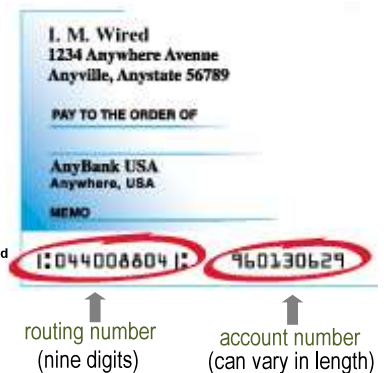 I. M. Wired
1234 Anywhere Avenue
Anyville, Anystate 56789
PAY TO THE ORDER OF
AnyBank USA
Anywhere, USA
MEMO
d
⑆044008804⑆ 960130629
routing number account number
(nine digits) (can vary in length)